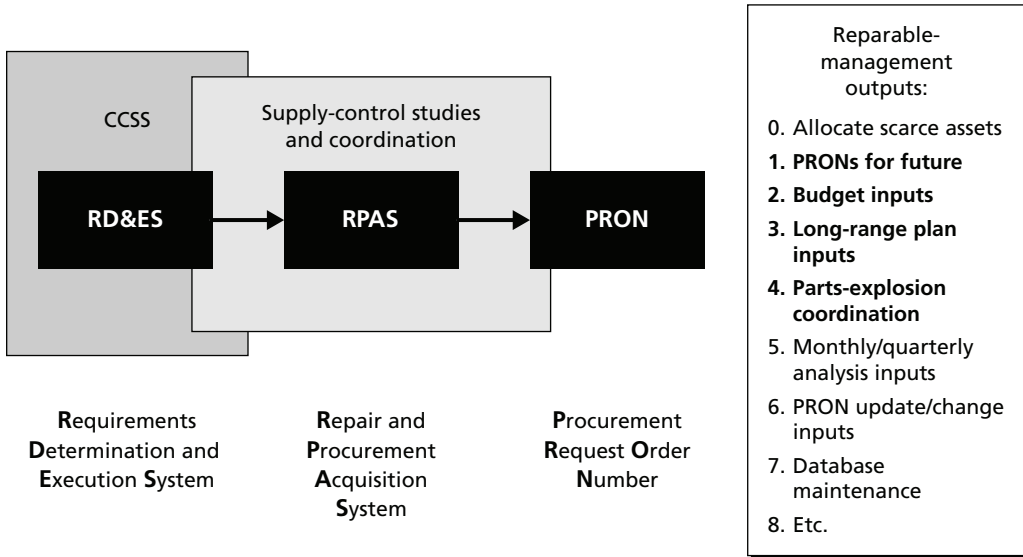 CCSS
Supply-control studies
and coordination
RD&ES
RPAS
PRON
Requirements
Determination and
Execution System
Repair and
Procurement
Acquisition
System
Procurement
Request Order
Number
Reparable-
management
outputs:
0. Allocate scarce assets
1. PRONs for future
2. Budget inputs
3. Long-range plan
inputs
4. Parts-explosion
coordination
5. Monthly/quarterly
analysis inputs
6. PRON update/change
inputs
7. Database
maintenance
8. Etc.